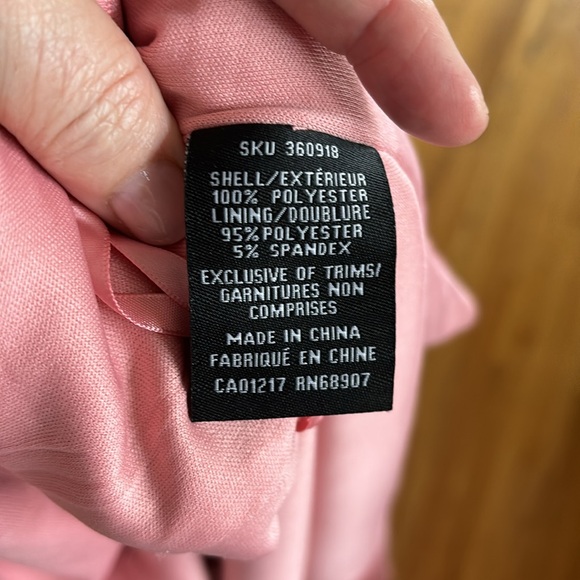 SKU 360918
SHELL/EXTÉRIEUR
100% POLYESTER
LINING/DOUBLURE
95%POLYESTER
5% SPANDEX
EXCLUSIVE OF TRIMS/
GARNITURES NON
COMPRISES
MADE IN CHINA
FABRIQUÉ EN CHINE
CA01217 RN68907